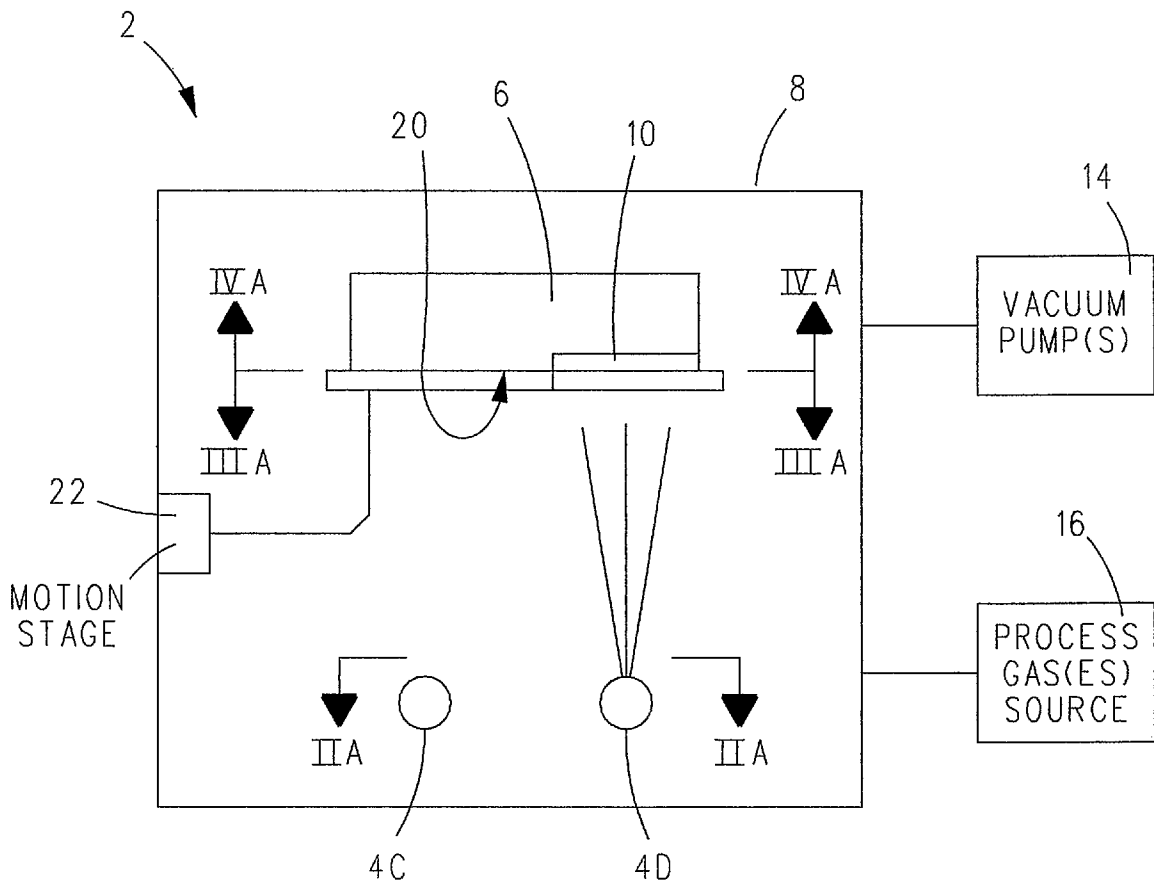 2
6
8
20
10
14
IVA
IVA
VACUUM
PUMP(S)
IIIA
IIIA
22
MOTION
STAGE
16
PROCESS
GAS(ES)
SOURCE
IIA
IIA
4C
4D